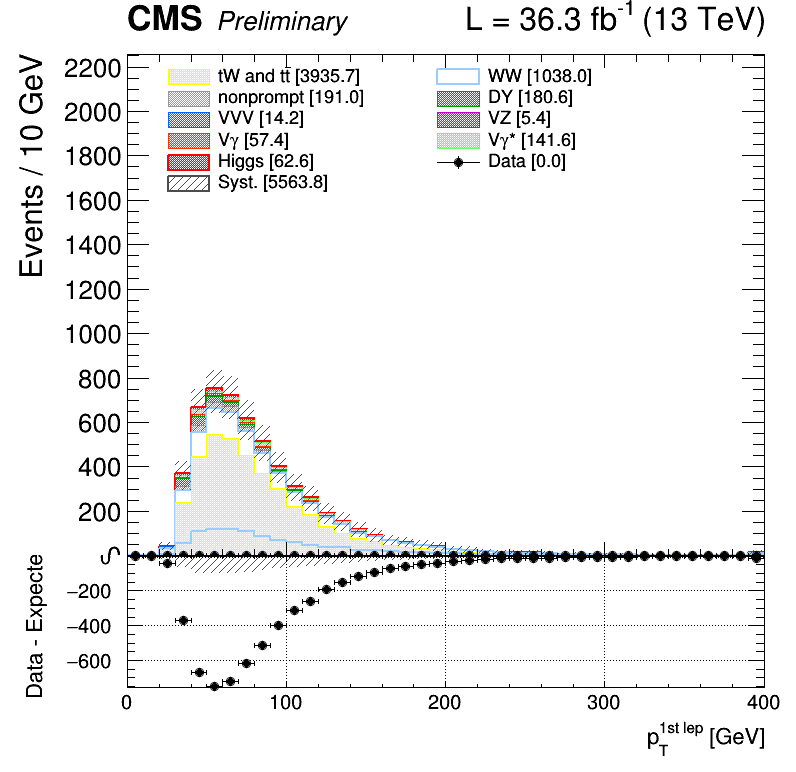 CMS Preliminary L = 36.3 fb⁻¹ (13 TeV)
Events / 10 GeV
2200
2000
1800
1600
1400
1200
1000
800
600
400
200
0
tW and tt̄ [3935.7]
WW [1038.0]
nonprompt [191.0]
DY [180.6]
VVV [14.2]
VZ [5.4]
Vγ [57.4]
Vγ* [141.6]
Higgs [62.6]
Data [0.0]
Syst. [5563.8]
Data - Expecte
0
−200
−400
−600
0 100 200 300 400
p_T^{1st lep} [GeV]